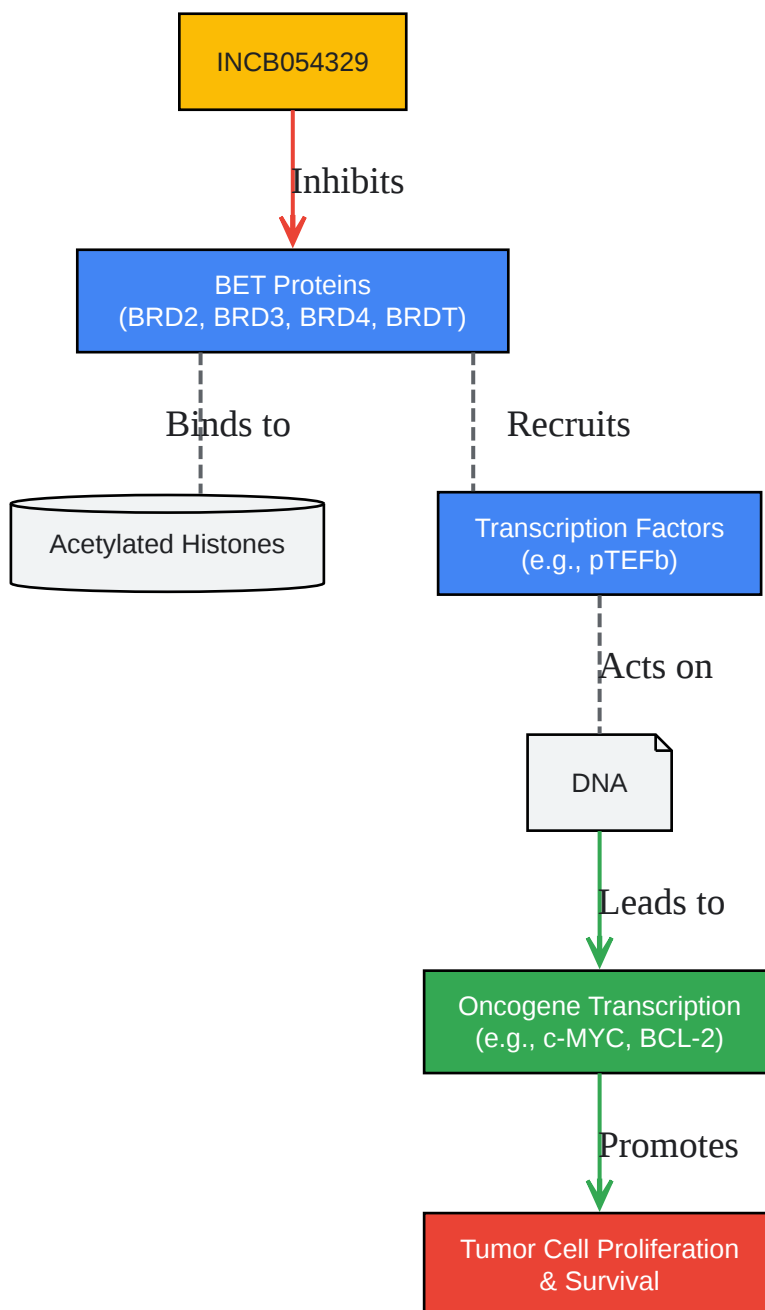 INCB054329
Inhibits
BET Proteins
(BRD2, BRD3, BRD4, BRDT)
Binds to
Recruits
Acetylated Histones
Transcription Factors
(e.g., pTEFb)
Acts on
DNA
Leads to
Oncogene Transcription
(e.g., c-MYC, BCL-2)
Promotes
Tumor Cell Proliferation
& Survival